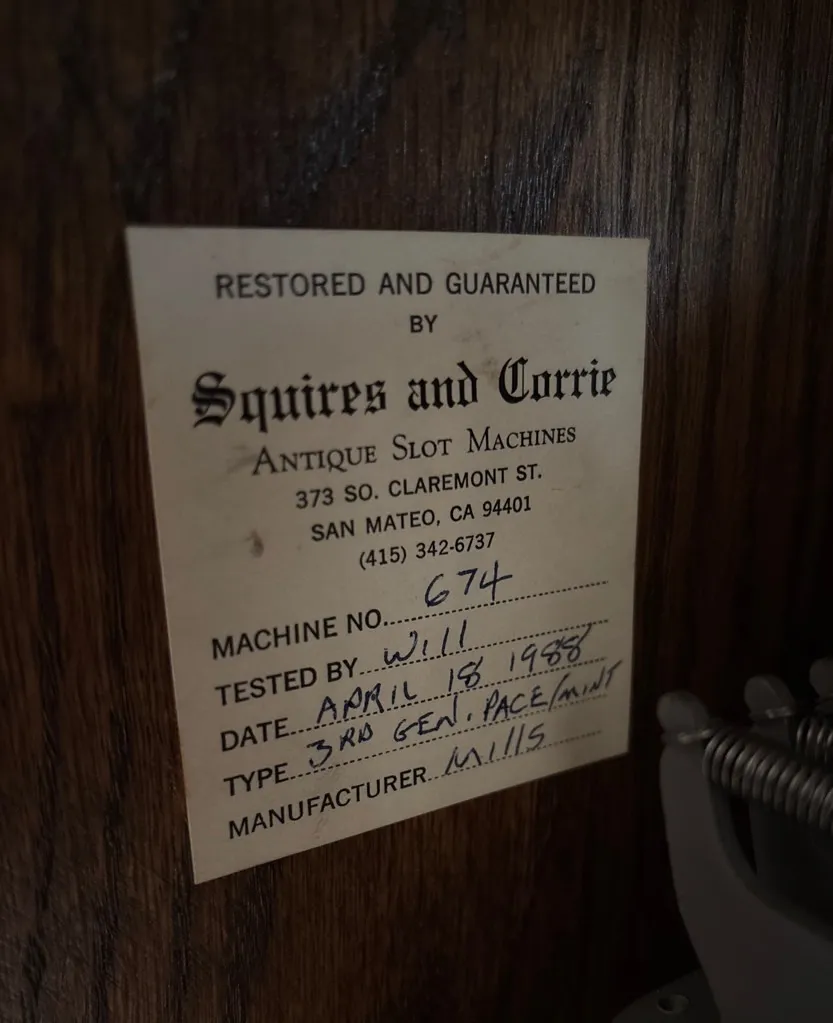 RESTORED AND GUARANTEED
BY
Squires and Corrie
ANTIQUE SLOT MACHINES
373 SO. CLAREMONT ST.
SAN MATEO, CA 94401
(415) 342-6737
MACHINE NO. 674
TESTED BY Will
DATE APRIL 18 1988
TYPE 3RD GEN. PACE/MINT
MANUFACTURER Mills